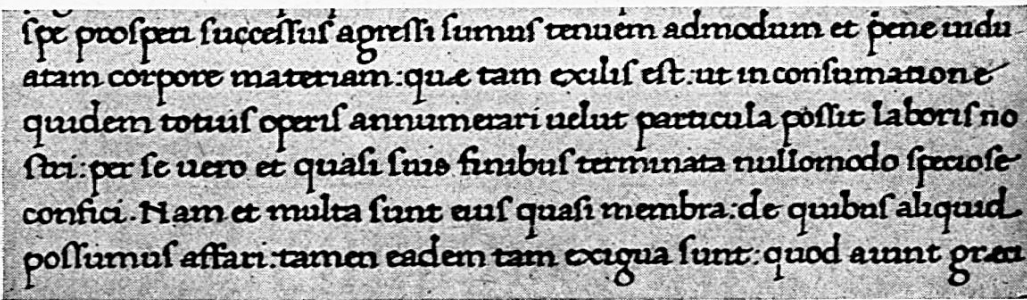 ſpe proſperi ſucceſſuſ agreſſi ſumuſ tenuem admodum et pene nudu
atam corpore materiam: quæ tam exiliſ eſt: ut in conſumatione
quidem totiuſ operiſ annumerari uelut particula poſſit laboriſ no
ſtri: per ſe uero et quaſi ſuis finibuſ terminata nullomodo ſpecioſe
confici. Nam et multa ſunt eiuſ quaſi membra: de quibuſ aliquid
poſſumuſ affari: tamen eadem tam exigua ſunt: quod aiunt græci